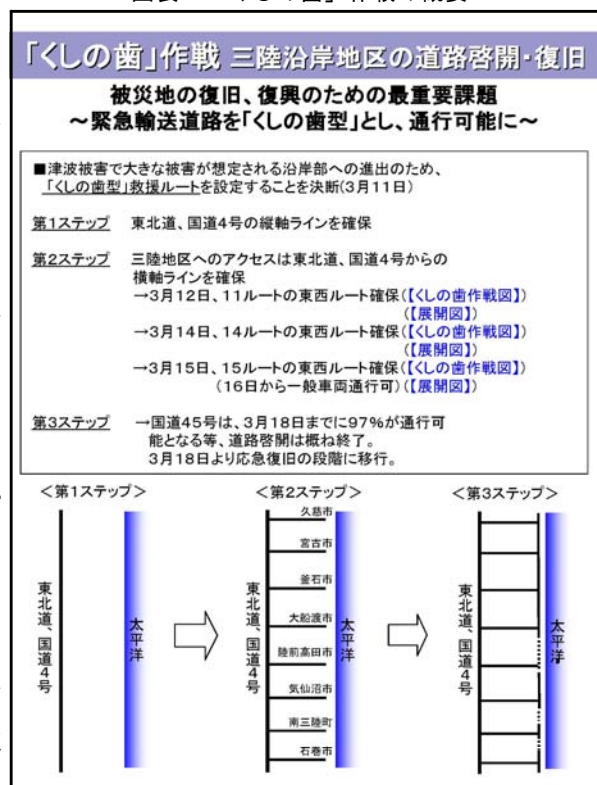 「くしの歯」作戦 三陸沿岸地区の道路啓開・復旧
被災地の復旧、復興のための最重要課題
～緊急輸送道路を「くしの歯型」とし、通行可能に～
■津波被害で大きな被害が想定される沿岸部への進出のため、
「くしの歯型」救援ルートを設定することを決断(3月11日)
第1ステップ 東北道、国道4号の縦軸ラインを確保
第2ステップ 三陸地区へのアクセスは東北道、国道4号からの
横軸ラインを確保
→3月12日、11ルートの東西ルート確保(【くしの歯作戦図】)
(【展開図】)
→3月14日、14ルートの東西ルート確保(【くしの歯作戦図】)
(【展開図】)
→3月15日、15ルートの東西ルート確保(【くしの歯作戦図】)
(16日から一般車両通行可)(【展開図】)
第3ステップ →国道45号は、3月18日までに97%が通行可
能となる等、道路啓開は概ね終了。
3月18日より応急復旧の段階に移行。
<第1ステップ>
東北道、国道4号
太平洋
<第2ステップ>
東北道、国道4号
久慈市
宮古市
釜石市
大船渡市
陸前高田市
気仙沼市
南三陸町
石巻市
太平洋
<第3ステップ>
東北道、国道4号
太平洋